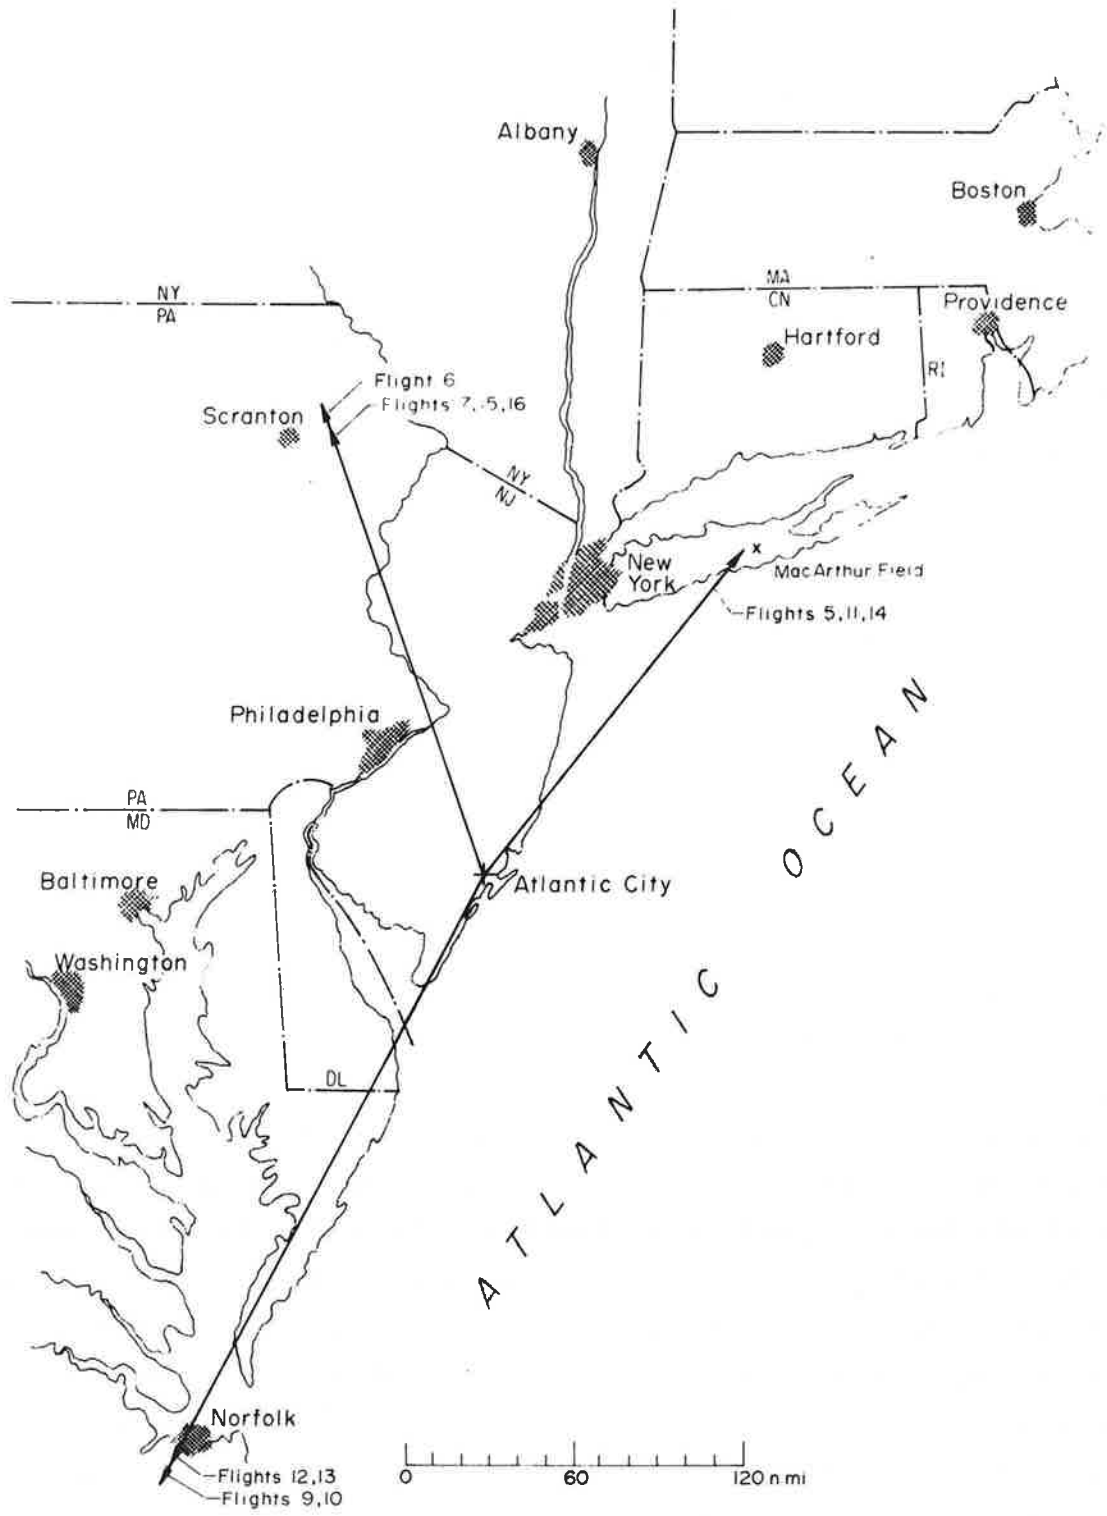 Albany
Boston
NY
PA
MA
CN
Providence
Hartford
RI
Flight 6
Flights 7, 5,16
Scranton
NY
NJ
New
York
x
MacArthur Field
Flights 5,11,14
Philadelphia
PA
MD
Baltimore
Atlantic City
Washington
DL
ATLANTIC OCEAN
Norfolk
Flights 12,13
Flights 9,10
0 60 120 n mi